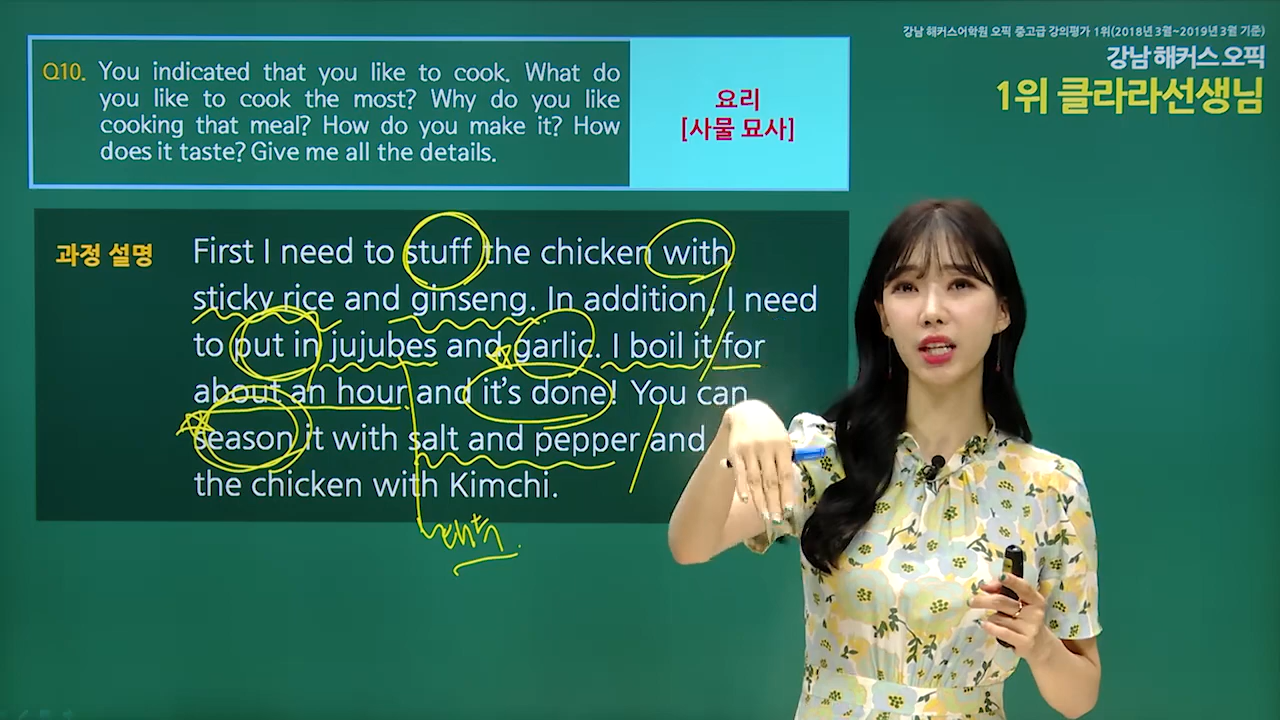 강남 해커스어학원 오픽 중고급 강의평가 1위(2018년 3월~2019년 3월 기준)
강남 해커스 오픽
1위 클라라선생님
Q10. You indicated that you like to cook. What do
you like to cook the most? Why do you like
cooking that meal? How do you make it? How
does it taste? Give me all the details.
요리
[사물 묘사]
과정 설명
First I need to stuff the chicken with
sticky rice and ginseng. In addition, I need
to put in jujubes and garlic. I boil it for
about an hour and it's done! You can
season it with salt and pepper and
the chicken with Kimchi.
대추